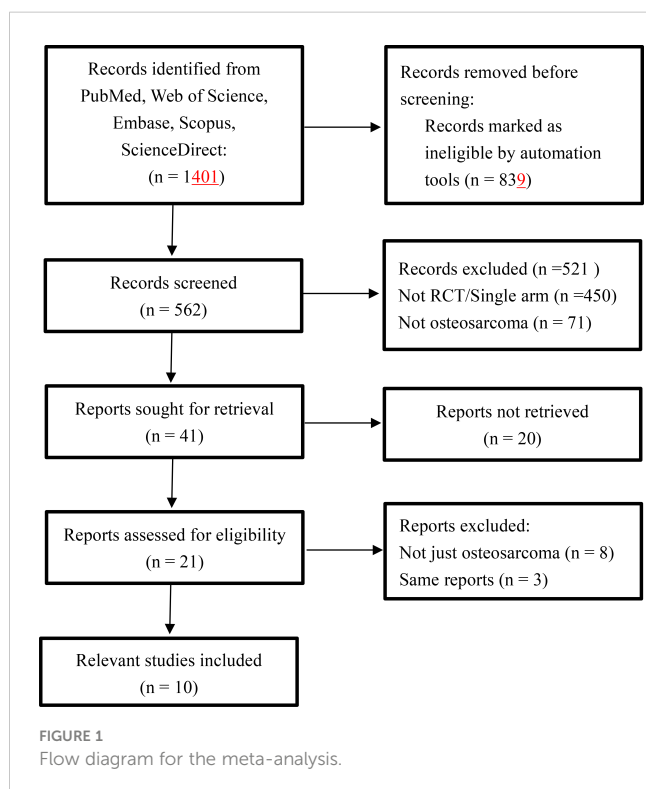 Records identified from
PubMed, Web of Science,
Embase, Scopus,
ScienceDirect:
(n = 1401)
Records removed before
screening:
Records marked as
ineligible by automation
tools (n = 839)
Records screened
(n = 562)
Records excluded (n =521 )
Not RCT/Single arm (n =450)
Not osteosarcoma (n = 71)
Reports sought for retrieval
(n = 41)
Reports not retrieved
(n = 20)
Reports assessed for eligibility
(n = 21)
Reports excluded:
Not just osteosarcoma (n = 8)
Same reports (n = 3)
Relevant studies included
(n = 10)
FIGURE 1
Flow diagram for the meta-analysis.